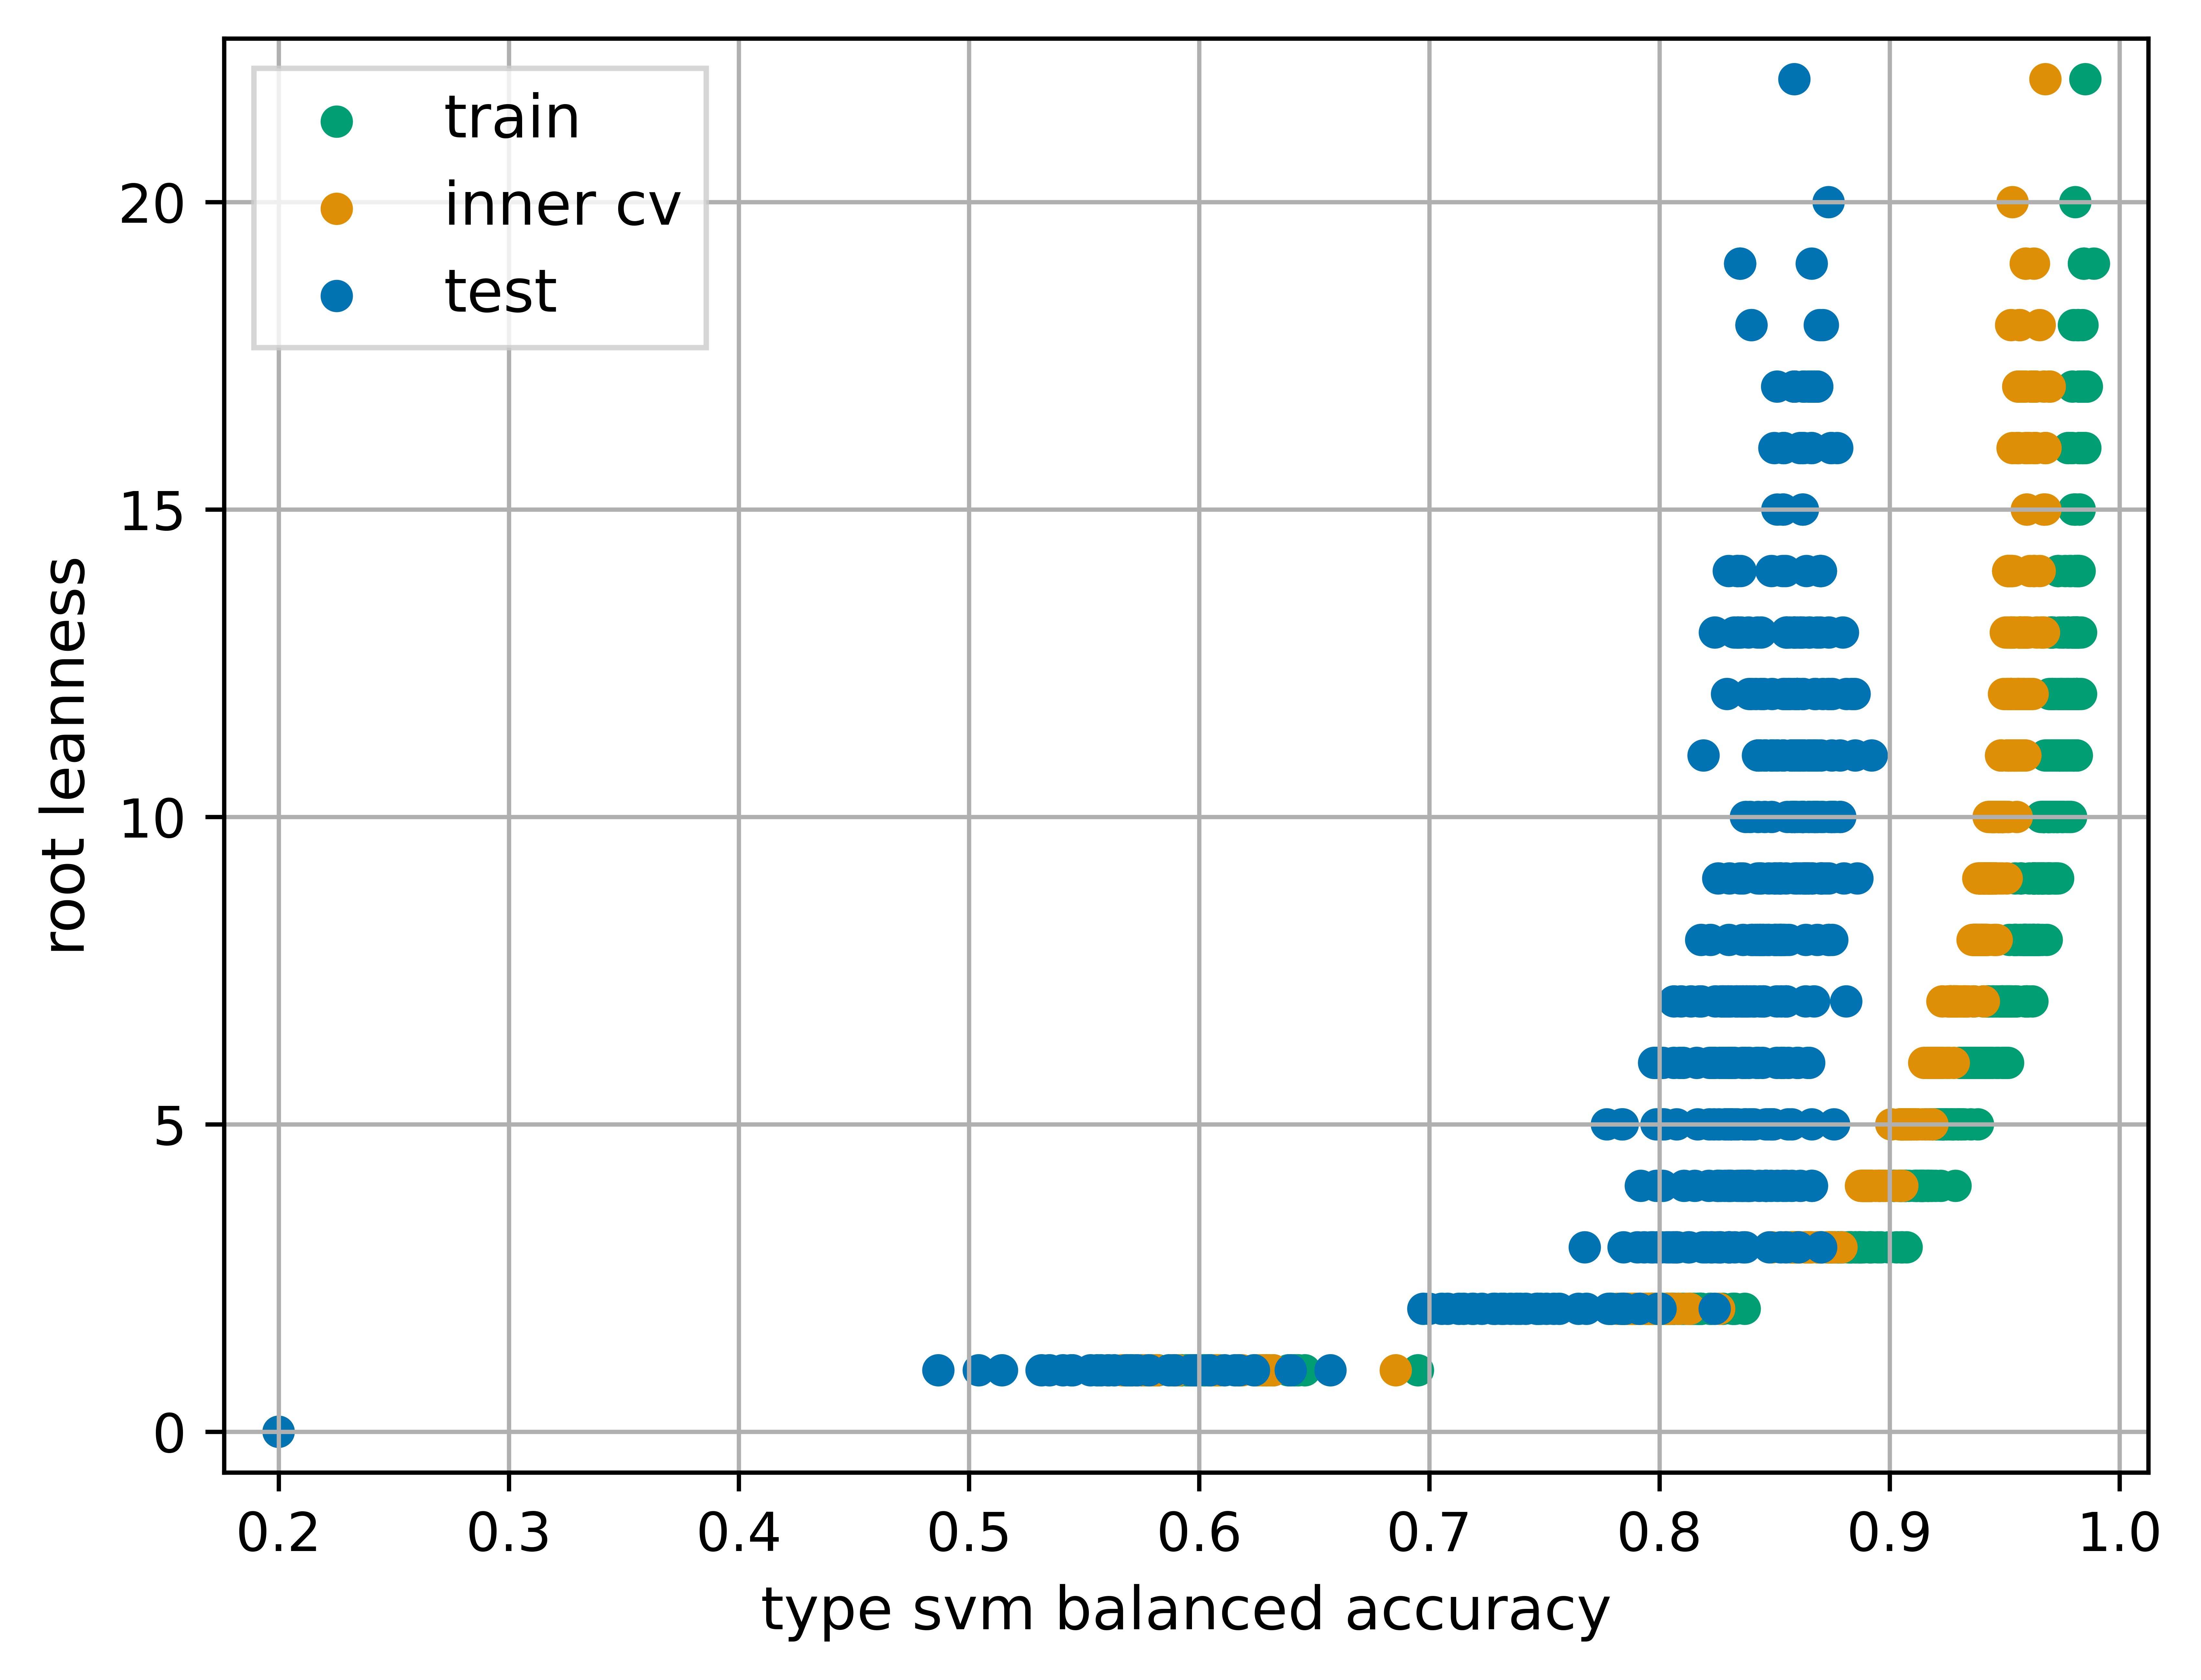 train
inner cv
test
20
15
10
5
0
root leanness
0.2 0.3 0.4 0.5 0.6 0.7 0.8 0.9 1.0
type svm balanced accuracy